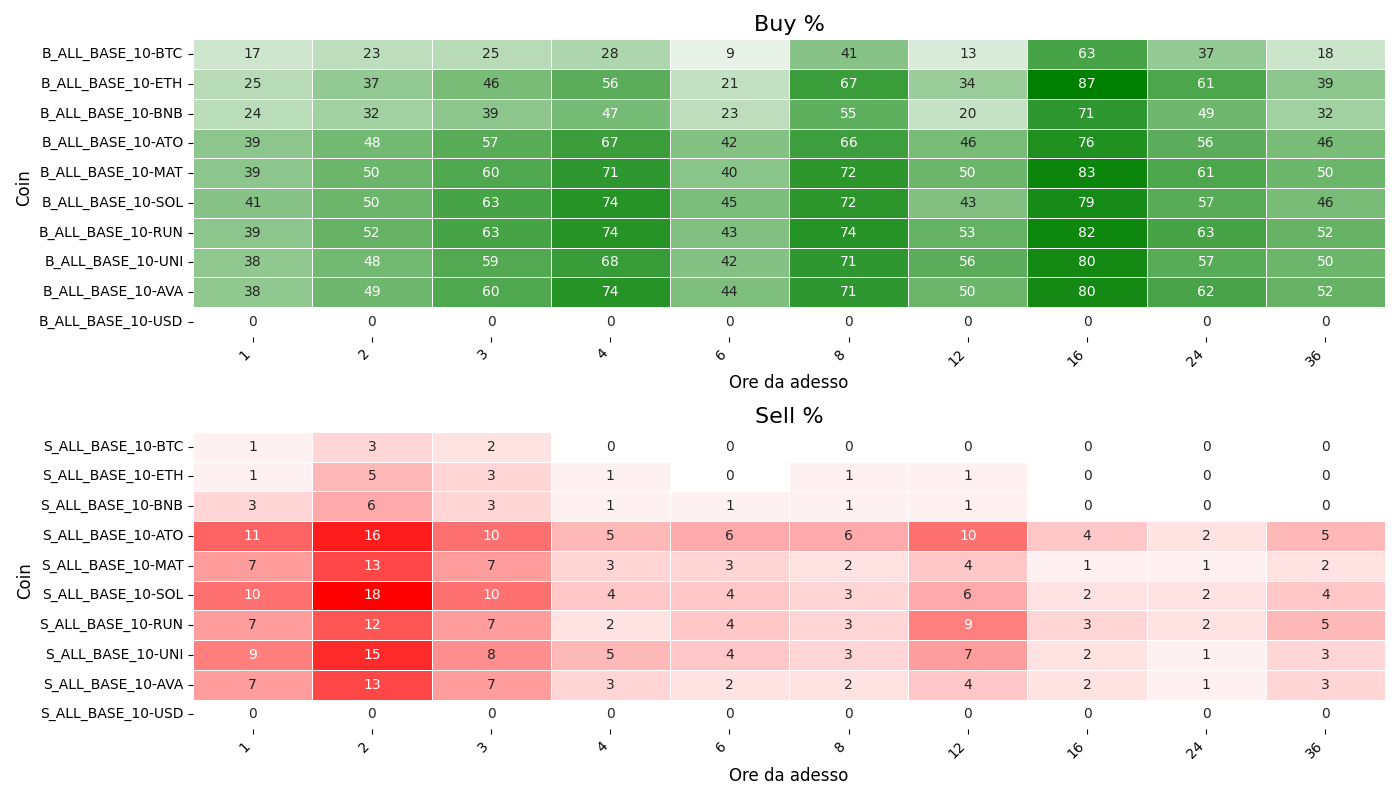 Buy %
Coin
B_ALL_BASE_10-BTC 17 23 25 28 9 41 13 63 37 18
B_ALL_BASE_10-ETH 25 37 46 56 21 67 34 87 61 39
B_ALL_BASE_10-BNB 24 32 39 47 23 55 20 71 49 32
B_ALL_BASE_10-ATO 39 48 57 67 42 66 46 76 56 46
B_ALL_BASE_10-MAT 39 50 60 71 40 72 50 83 61 50
B_ALL_BASE_10-SOL 41 50 63 74 45 72 43 79 57 46
B_ALL_BASE_10-RUN 39 52 63 74 43 74 53 82 63 52
B_ALL_BASE_10-UNI 38 48 59 68 42 71 56 80 57 50
B_ALL_BASE_10-AVA 38 49 60 74 44 71 50 80 62 52
B_ALL_BASE_10-USD 0 0 0 0 0 0 0 0 0 0
1 2 3 4 6 8 12 16 24 36
Ore da adesso
Sell %
Coin
S_ALL_BASE_10-BTC 1 3 2 0 0 0 0 0 0 0
S_ALL_BASE_10-ETH 1 5 3 1 0 1 1 0 0 0
S_ALL_BASE_10-BNB 3 6 3 1 1 1 1 0 0 0
S_ALL_BASE_10-ATO 11 16 10 5 6 6 10 4 2 5
S_ALL_BASE_10-MAT 7 13 7 3 3 2 4 1 1 2
S_ALL_BASE_10-SOL 10 18 10 4 4 3 6 2 2 4
S_ALL_BASE_10-RUN 7 12 7 2 4 3 9 3 2 5
S_ALL_BASE_10-UNI 9 15 8 5 4 3 7 2 1 3
S_ALL_BASE_10-AVA 7 13 7 3 2 2 4 2 1 3
S_ALL_BASE_10-USD 0 0 0 0 0 0 0 0 0 0
1 2 3 4 6 8 12 16 24 36
Ore da adesso